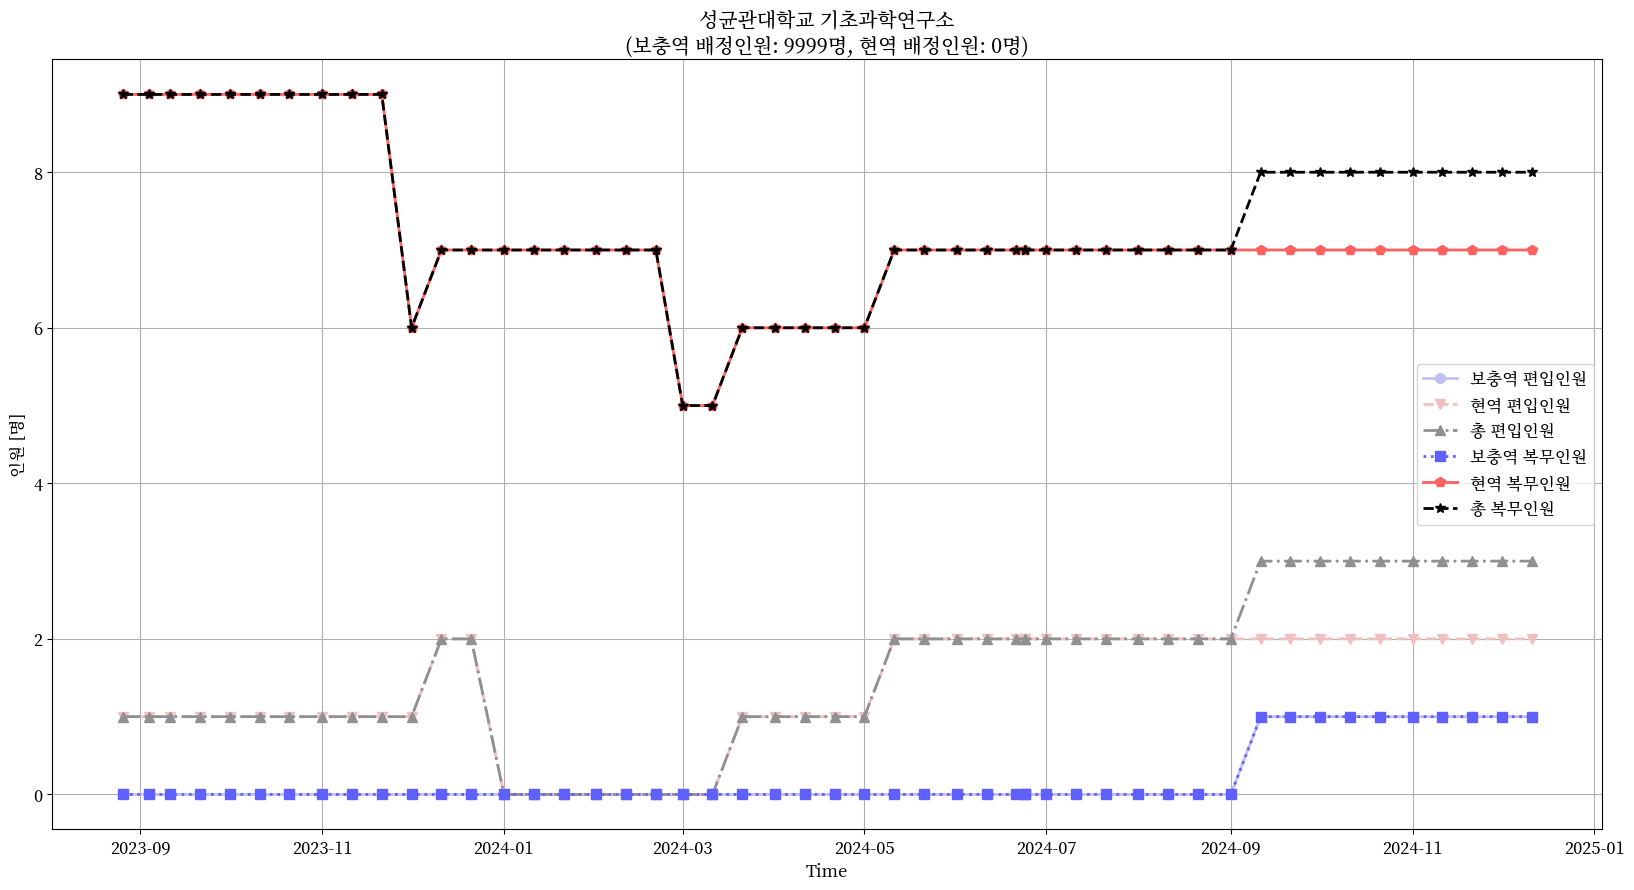 성균관대학교 기초과학연구소
(보충역 배정인원: 9999명, 현역 배정인원: 0명)
8
6
4
2
0
인원 [명]
보충역 편입인원
현역 편입인원
총 편입인원
보충역 복무인원
현역 복무인원
총 복무인원
2023-09
2023-11
2024-01
2024-03
2024-05
2024-07
2024-09
2024-11
2025-01
Time